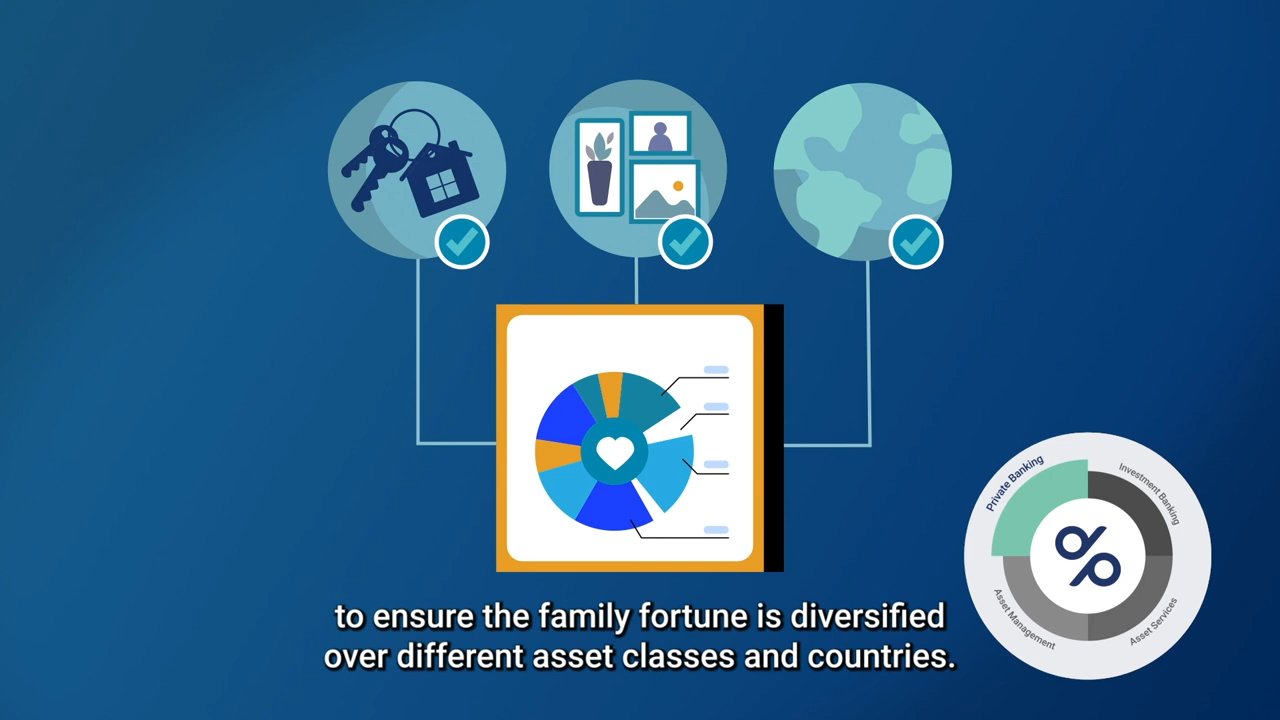 Private Banking
Investment Banking
Asset Management
Asset Services
%
to ensure the family fortune is diversified
over different asset classes and countries.